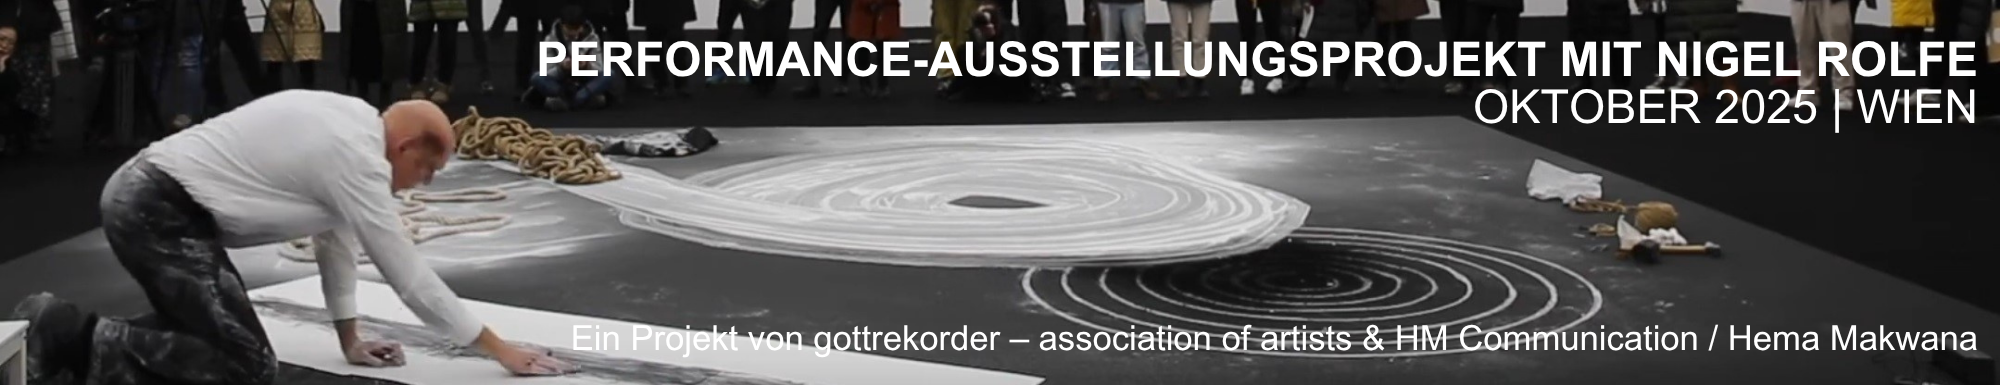 PERFORMANCE-AUSSTELLUNGSPROJEKT MIT NIGEL ROLFE
OKTOBER 2025 | WIEN
Ein Projekt von gottrekorder – association of artists & HM Communication / Hema Makwana